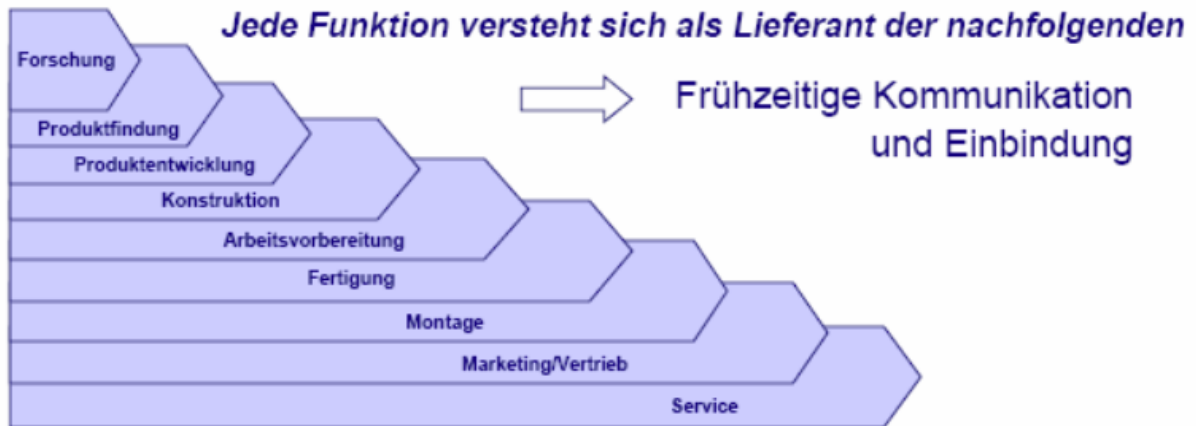 Jede Funktion versteht sich als Lieferant der nachfolgenden
Forschung
Frühzeitige Kommunikation
und Einbindung
Produktfindung
Produktentwicklung
Konstruktion
Arbeitsvorbereitung
Fertigung
Montage
Marketing/Vertrieb
Service